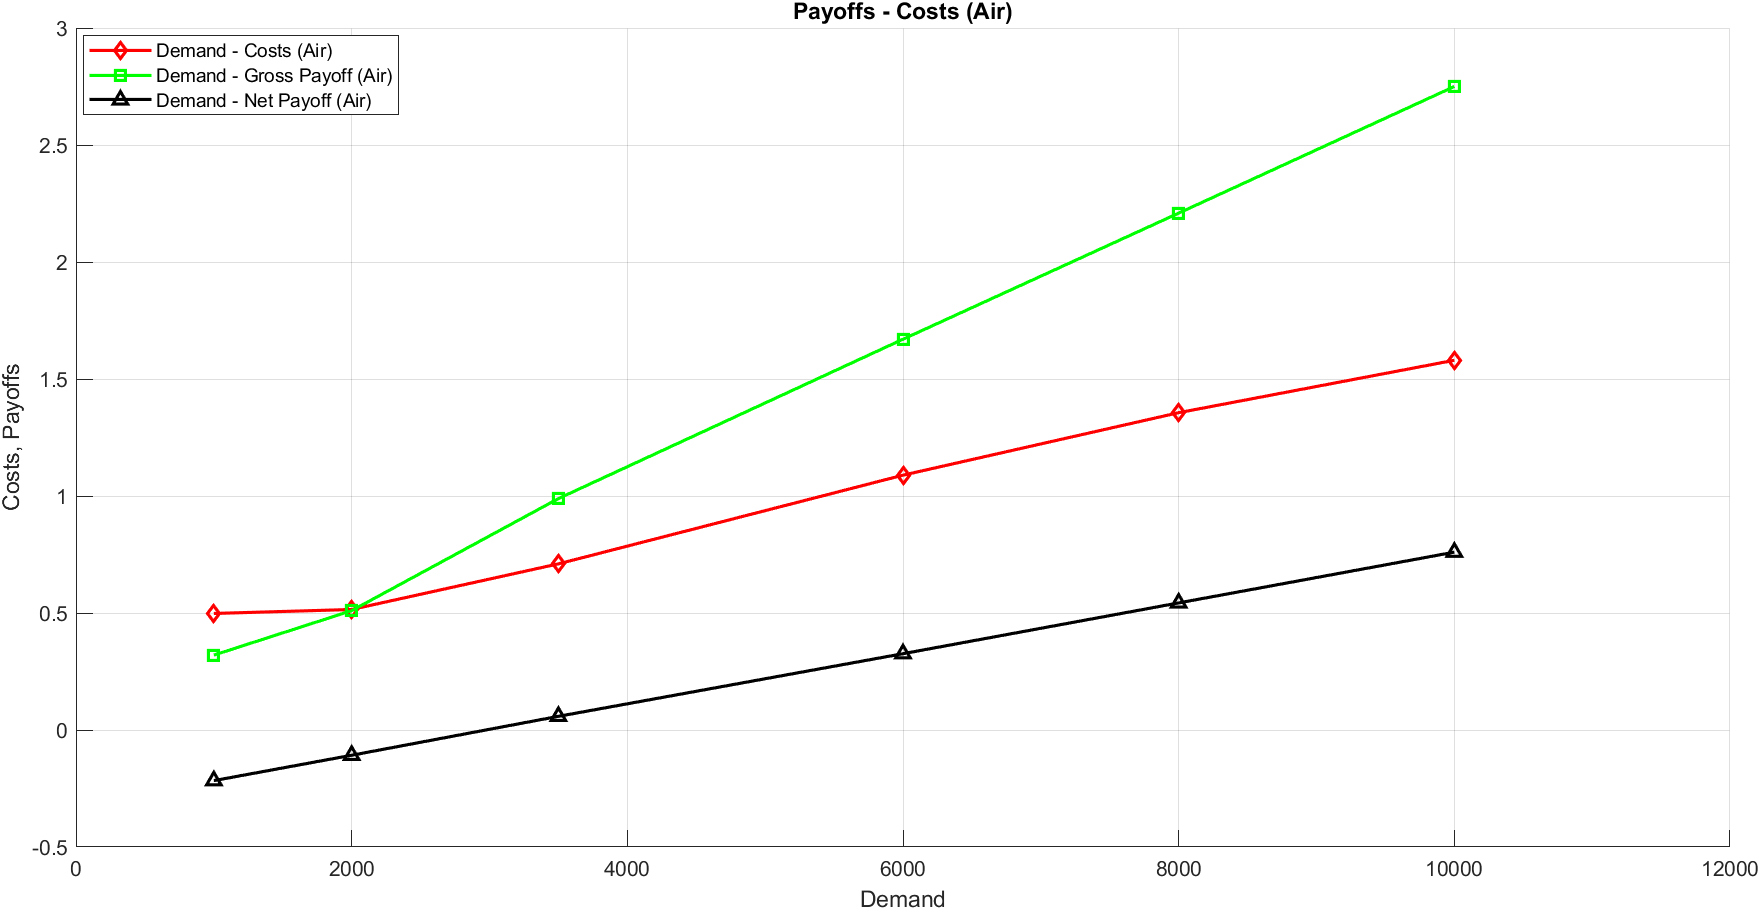 Payoffs - Costs (Air)
Demand - Costs (Air)
Demand - Gross Payoff (Air)
Demand - Net Payoff (Air)
3
2.5
2
1.5
1
0.5
0
-0.5
Costs, Payoffs
0 2000 4000 6000 8000 10000 12000
Demand